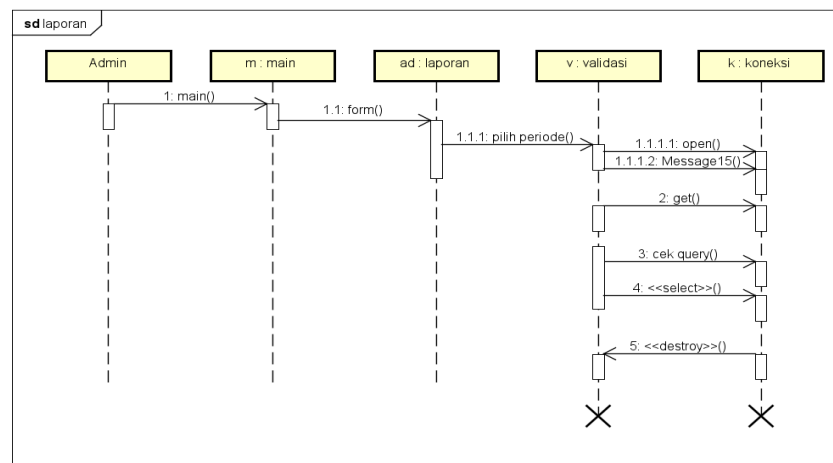 sd laporan
Admin
m : main
ad : laporan
v : validasi
k : koneksi
1: main()
1.1: form()
1.1.1: pilih periode()
1.1.1.1: open()
1.1.1.2: Message15()
2: get()
3: cek query()
4: <<select>>()
5: <<destroy>>()